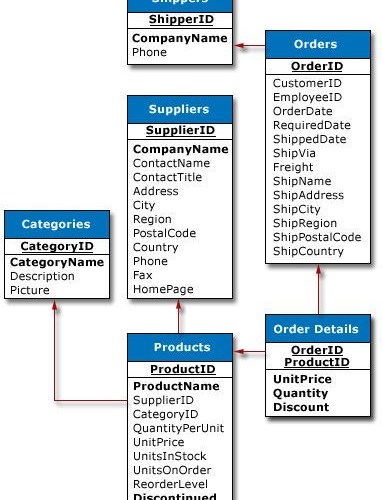 Shippers
ShipperID
CompanyName
Phone
Orders
OrderID
CustomerID
EmployeeID
OrderDate
RequiredDate
ShippedDate
ShipVia
Freight
ShipName
ShipAddress
ShipCity
ShipRegion
ShipPostalCode
ShipCountry
Suppliers
SupplierID
CompanyName
ContactName
ContactTitle
Address
City
Region
PostalCode
Country
Phone
Fax
HomePage
Categories
CategoryID
CategoryName
Description
Picture
Products
ProductID
ProductName
SupplierID
CategoryID
QuantityPerUnit
UnitPrice
UnitsInStock
UnitsOnOrder
ReorderLevel
Discontinued
Order Details
OrderID
ProductID
UnitPrice
Quantity
Discount